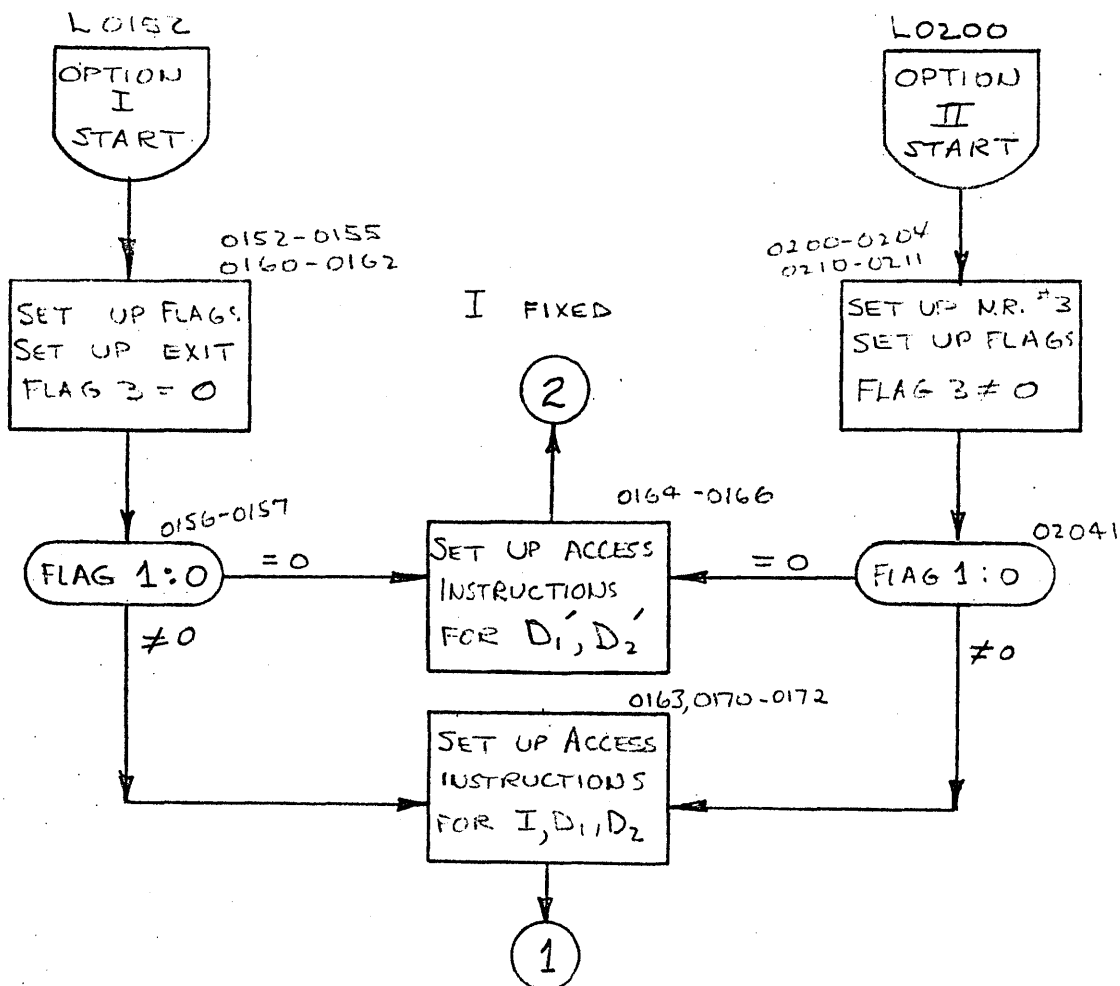 L0152
OPTION
I
START
L0200
OPTION
II
START
0152-0155
0160-0162
0200-0204
0210-0211
SET UP FLAGS
SET UP EXIT
FLAG 3 = 0
I FIXED
SET UP N.R. #3
SET UP FLAGS
FLAG 3 ≠ 0
2
0156-0157
0164-0166
02041
FLAG 1:0
= 0
SET UP ACCESS
INSTRUCTIONS
FOR D₁', D₂'
= 0
FLAG 1:0
≠ 0
≠ 0
0163,0170-0172
SET UP ACCESS
INSTRUCTIONS
FOR I, D₁, D₂
1